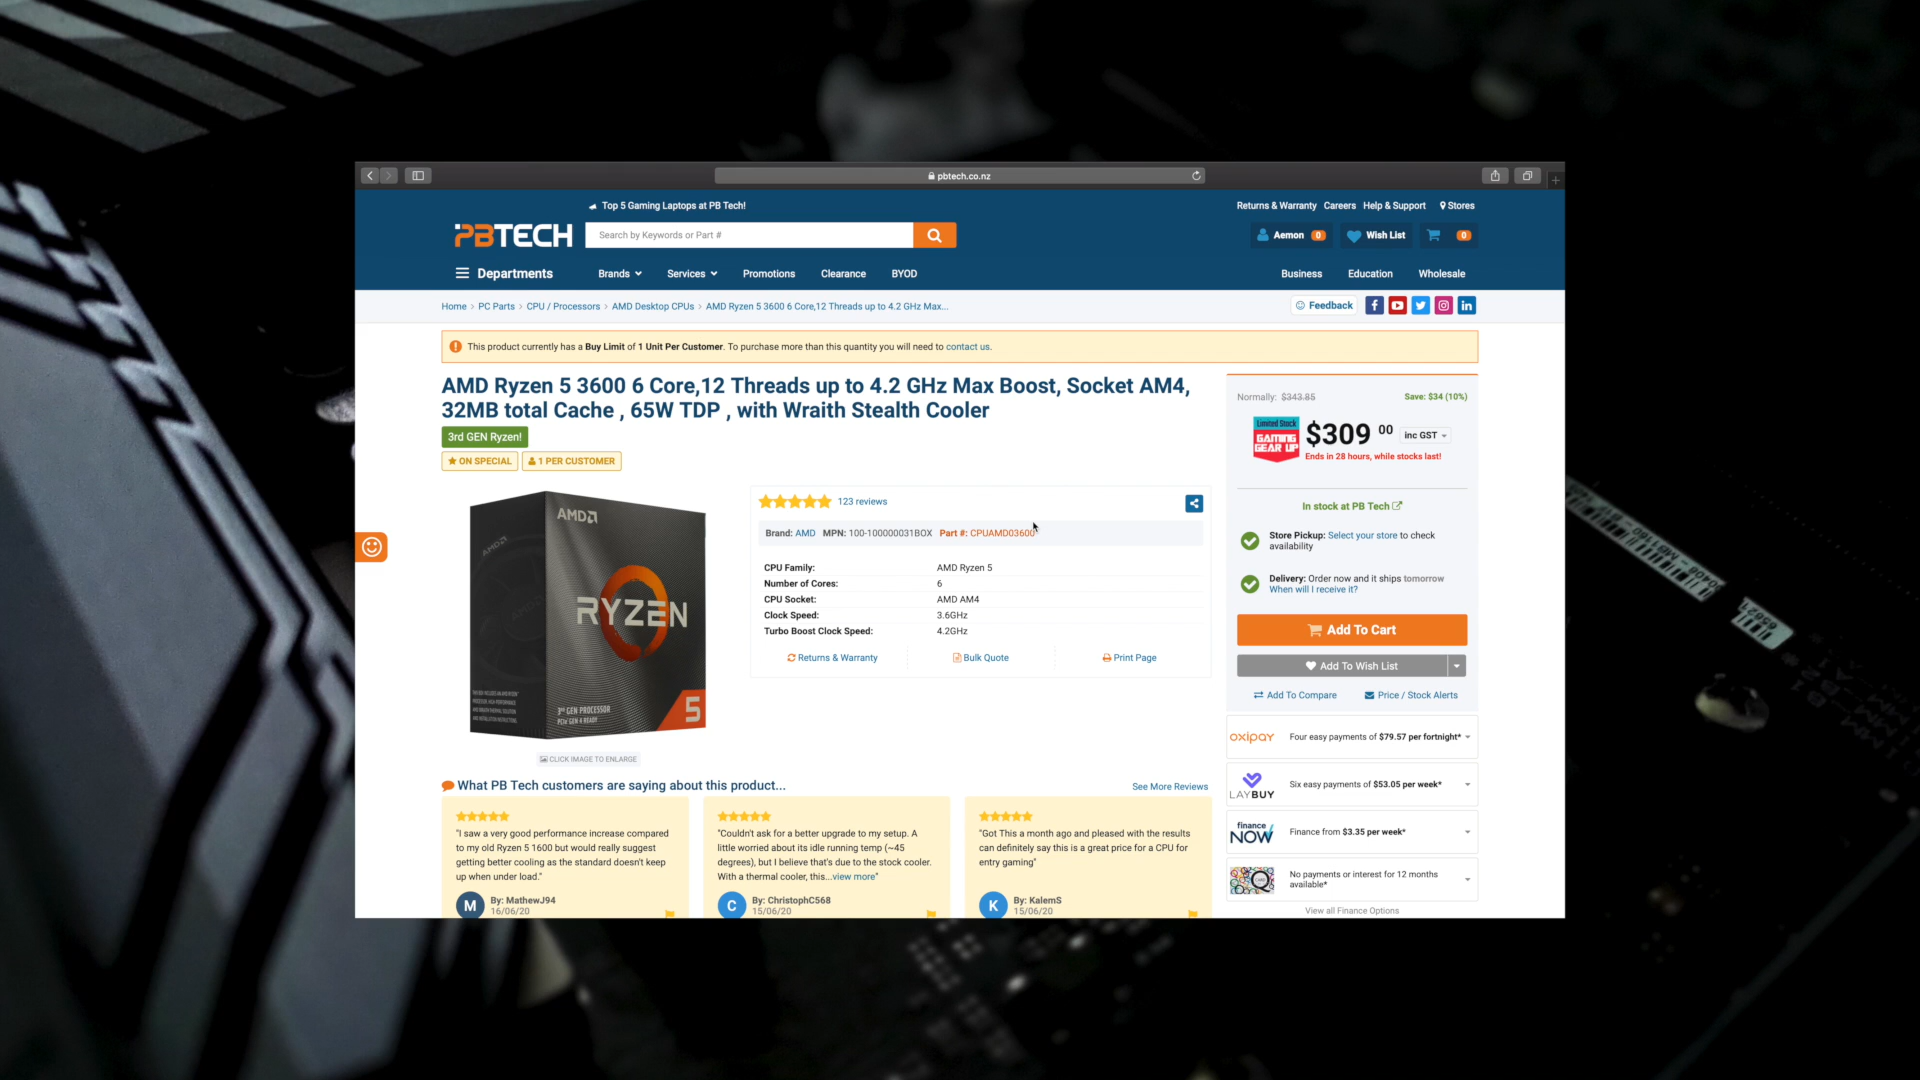 pbtech.co.nz
Top 5 Gaming Laptops at PB Tech!
Returns & Warranty Careers Help & Support Stores
PBTECH
Search by Keywords or Part #
Aemon 0 Wish List 0
Departments Brands Services Promotions Clearance BYOD Business Education Wholesale
Home > PC Parts > CPU / Processors > AMD Desktop CPUs > AMD Ryzen 5 3600 6 Core,12 Threads up to 4.2 GHz Max...
Feedback
This product currently has a Buy Limit of 1 Unit Per Customer. To purchase more than this quantity you will need to contact us.
AMD Ryzen 5 3600 6 Core,12 Threads up to 4.2 GHz Max Boost, Socket AM4,
32MB total Cache , 65W TDP , with Wraith Stealth Cooler
3rd GEN Ryzen!
ON SPECIAL 1 PER CUSTOMER
AMD
AMD
RYZEN
3rd GEN PROCESSOR
PCIe GEN 4 READY
5
CLICK IMAGE TO ENLARGE
123 reviews
Brand: AMD MPN: 100-100000031BOX Part #: CPUAMD03600
CPU Family: AMD Ryzen 5
Number of Cores: 6
CPU Socket: AMD AM4
Clock Speed: 3.6GHz
Turbo Boost Clock Speed: 4.2GHz
Returns & Warranty Bulk Quote Print Page
Normally: $343.85 Save: $34 (10%)
Limited Stock
GAMING
GEAR UP
$309 00 inc GST
Ends in 28 hours, while stocks last!
In stock at PB Tech
Store Pickup: Select your store to check
availability
Delivery: Order now and it ships tomorrow
When will I receive it?
Add To Cart
Add To Wish List
Add To Compare Price / Stock Alerts
oxipay Four easy payments of $79.57 per fortnight*
LAYBUY Six easy payments of $53.05 per week*
finance
NOW Finance from $3.35 per week*
Q No payments or interest for 12 months
available*
View all Finance Options
What PB Tech customers are saying about this product...
See More Reviews
"I saw a very good performance increase compared
to my old Ryzen 5 1600 but would really suggest
getting better cooling as the standard doesn't keep
up when under load."
M By: MathewJ94
16/06/20
"Couldn't ask for a better upgrade to my setup. A
little worried about its idle running temp (~45
degrees), but I believe that's due to the stock cooler.
With a thermal cooler, this...view more"
C By: ChristophC568
15/06/20
"Got This a month ago and pleased with the results
can definitely say this is a great price for a CPU for
entry gaming"
K By: KalemS
15/06/20